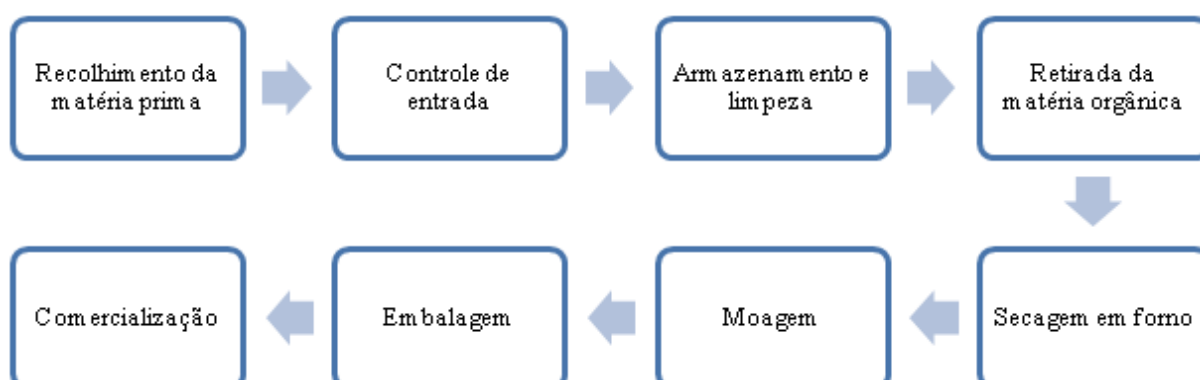 Recolhimento da
matéria prima
Controle de
entrada
Armazenamento e
limpeza
Retirada da
matéria orgânica
Secagem em forno
Moagem
Embalagem
Comercialização